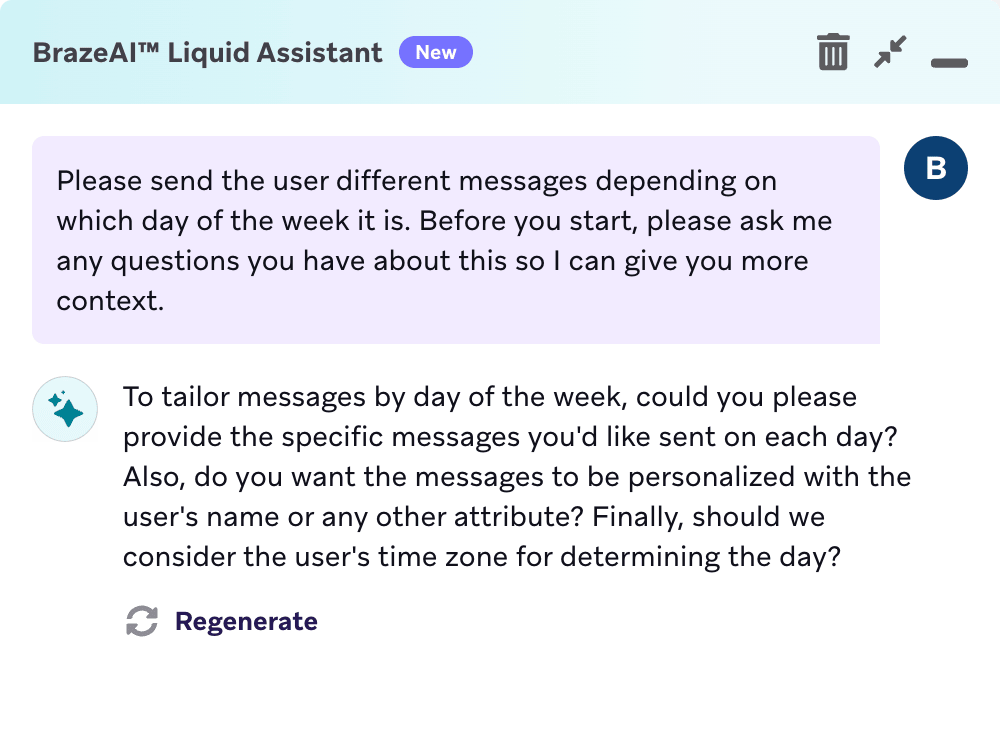 BrazeAI™ Liquid Assistant New
Please send the user different messages depending on
which day of the week it is. Before you start, please ask me
any questions you have about this so I can give you more
context.
B
To tailor messages by day of the week, could you please
provide the specific messages you'd like sent on each day?
Also, do you want the messages to be personalized with the
user's name or any other attribute? Finally, should we
consider the user's time zone for determining the day?
Regenerate